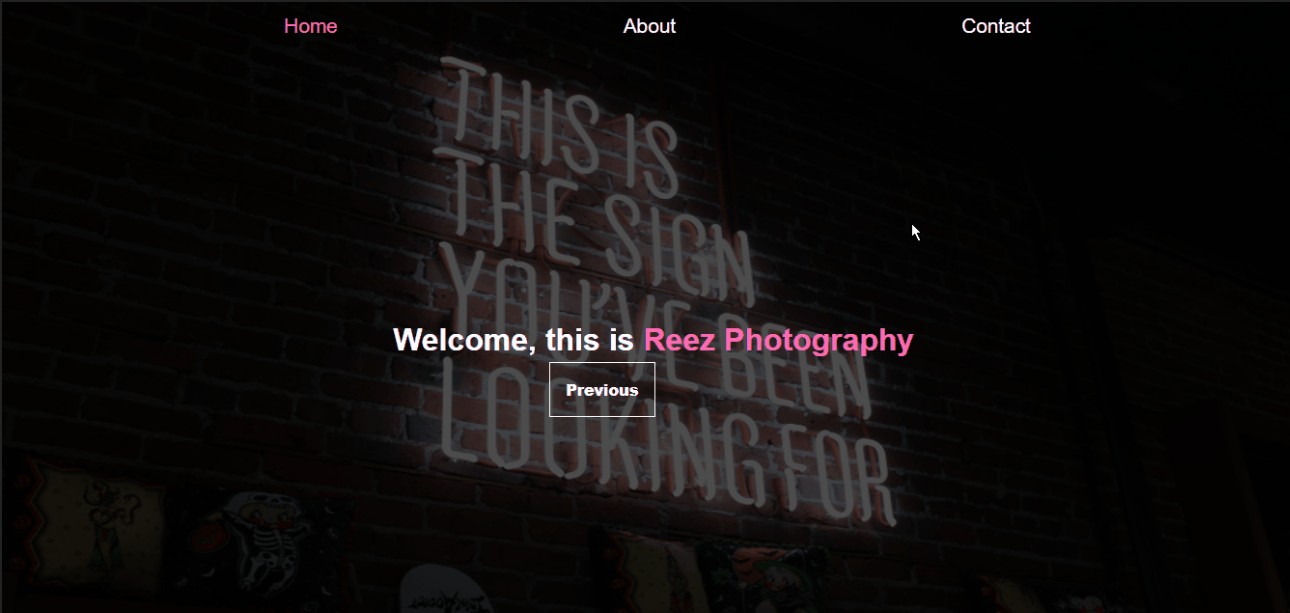 Home
About
Contact
THIS IS
THE SIGN
YOU'VE BEEN
LOOKING FOR
Welcome, this is Reez Photography
Previous